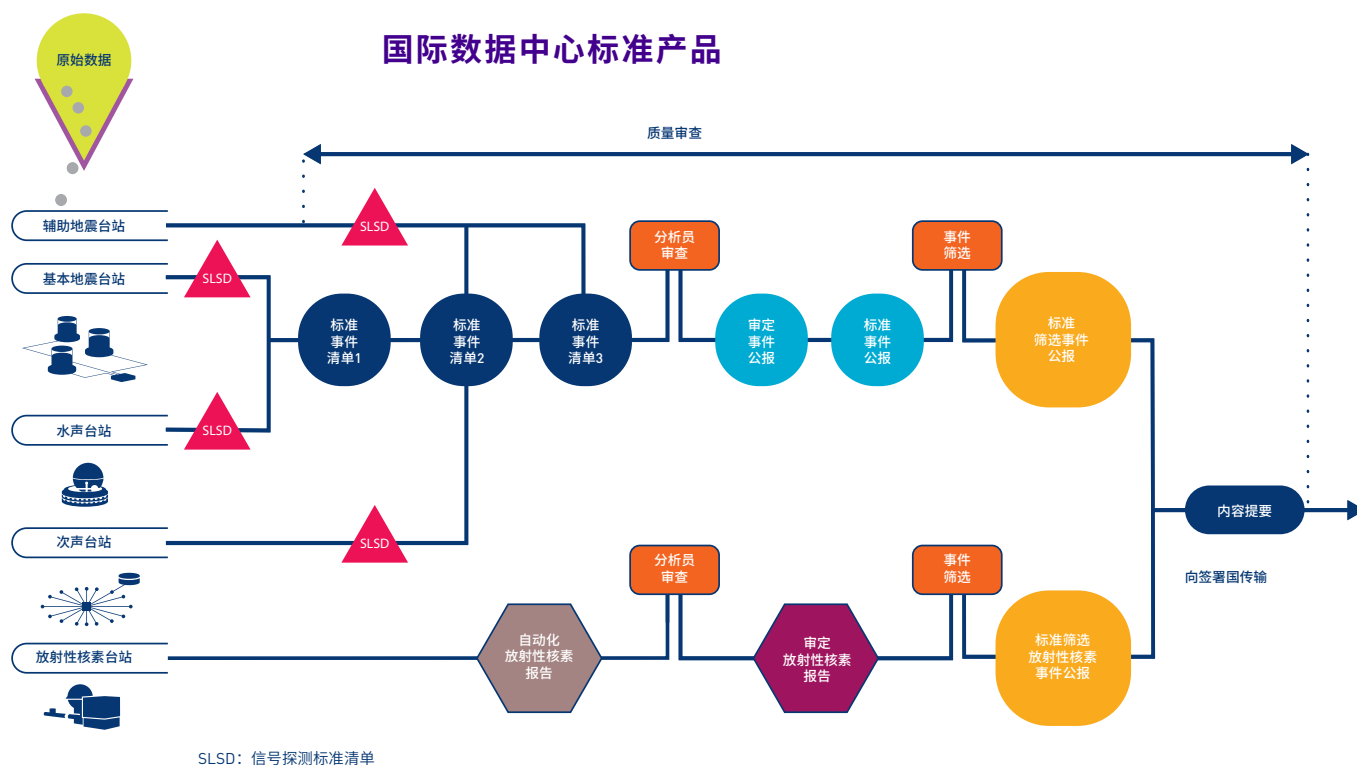 国际数据中心标准产品
原始数据
质量审查
辅助地震台站
SLSD
分析员
审查
事件
筛选
基本地震台站
SLSD
标准
事件
清单1
标准
事件
清单2
标准
事件
清单3
审定
事件
公报
标准
事件
公报
标准
筛选事件
公报
水声台站
SLSD
内容提要
次声台站
SLSD
分析员
审查
事件
筛选
向签署国传输
放射性核素台站
自动化
放射性核素
报告
审定
放射性核素
报告
标准筛选
放射性核素
事件公报
SLSD：信号探测标准清单